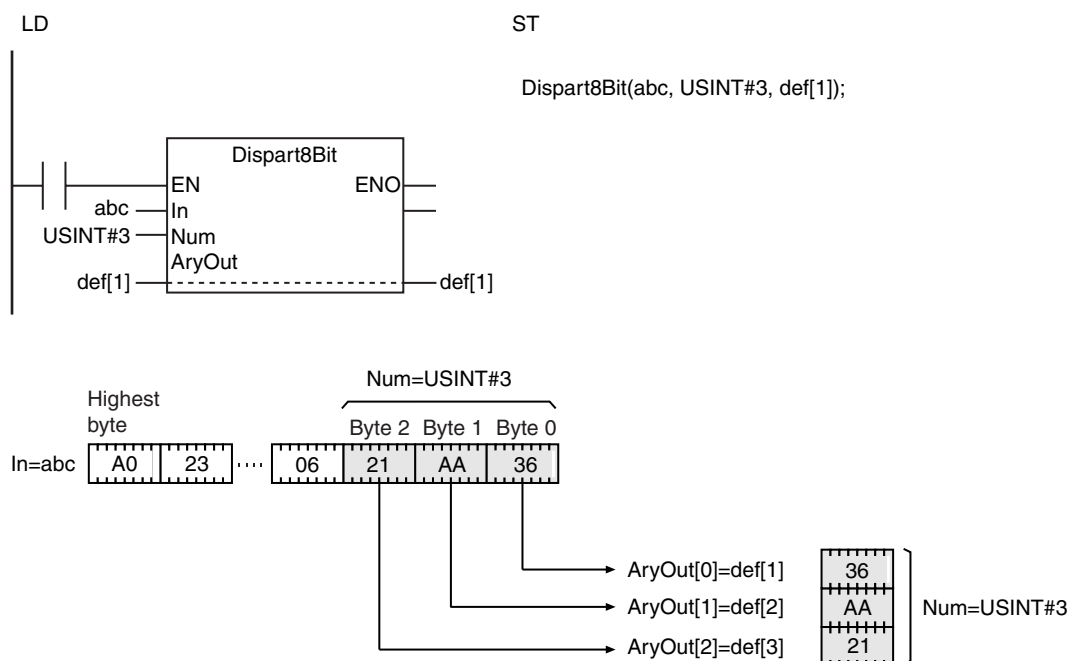 LD
ST
Dispart8Bit(abc, USINT#3, def[1]);
Dispart8Bit
EN ENO
abc In
USINT#3 Num
AryOut
def[1] def[1]
Num=USINT#3
Highest
byte
Byte 2 Byte 1 Byte 0
In=abc A0 23 06 21 AA 36
AryOut[0]=def[1] 36
AryOut[1]=def[2] AA Num=USINT#3
AryOut[2]=def[3] 21